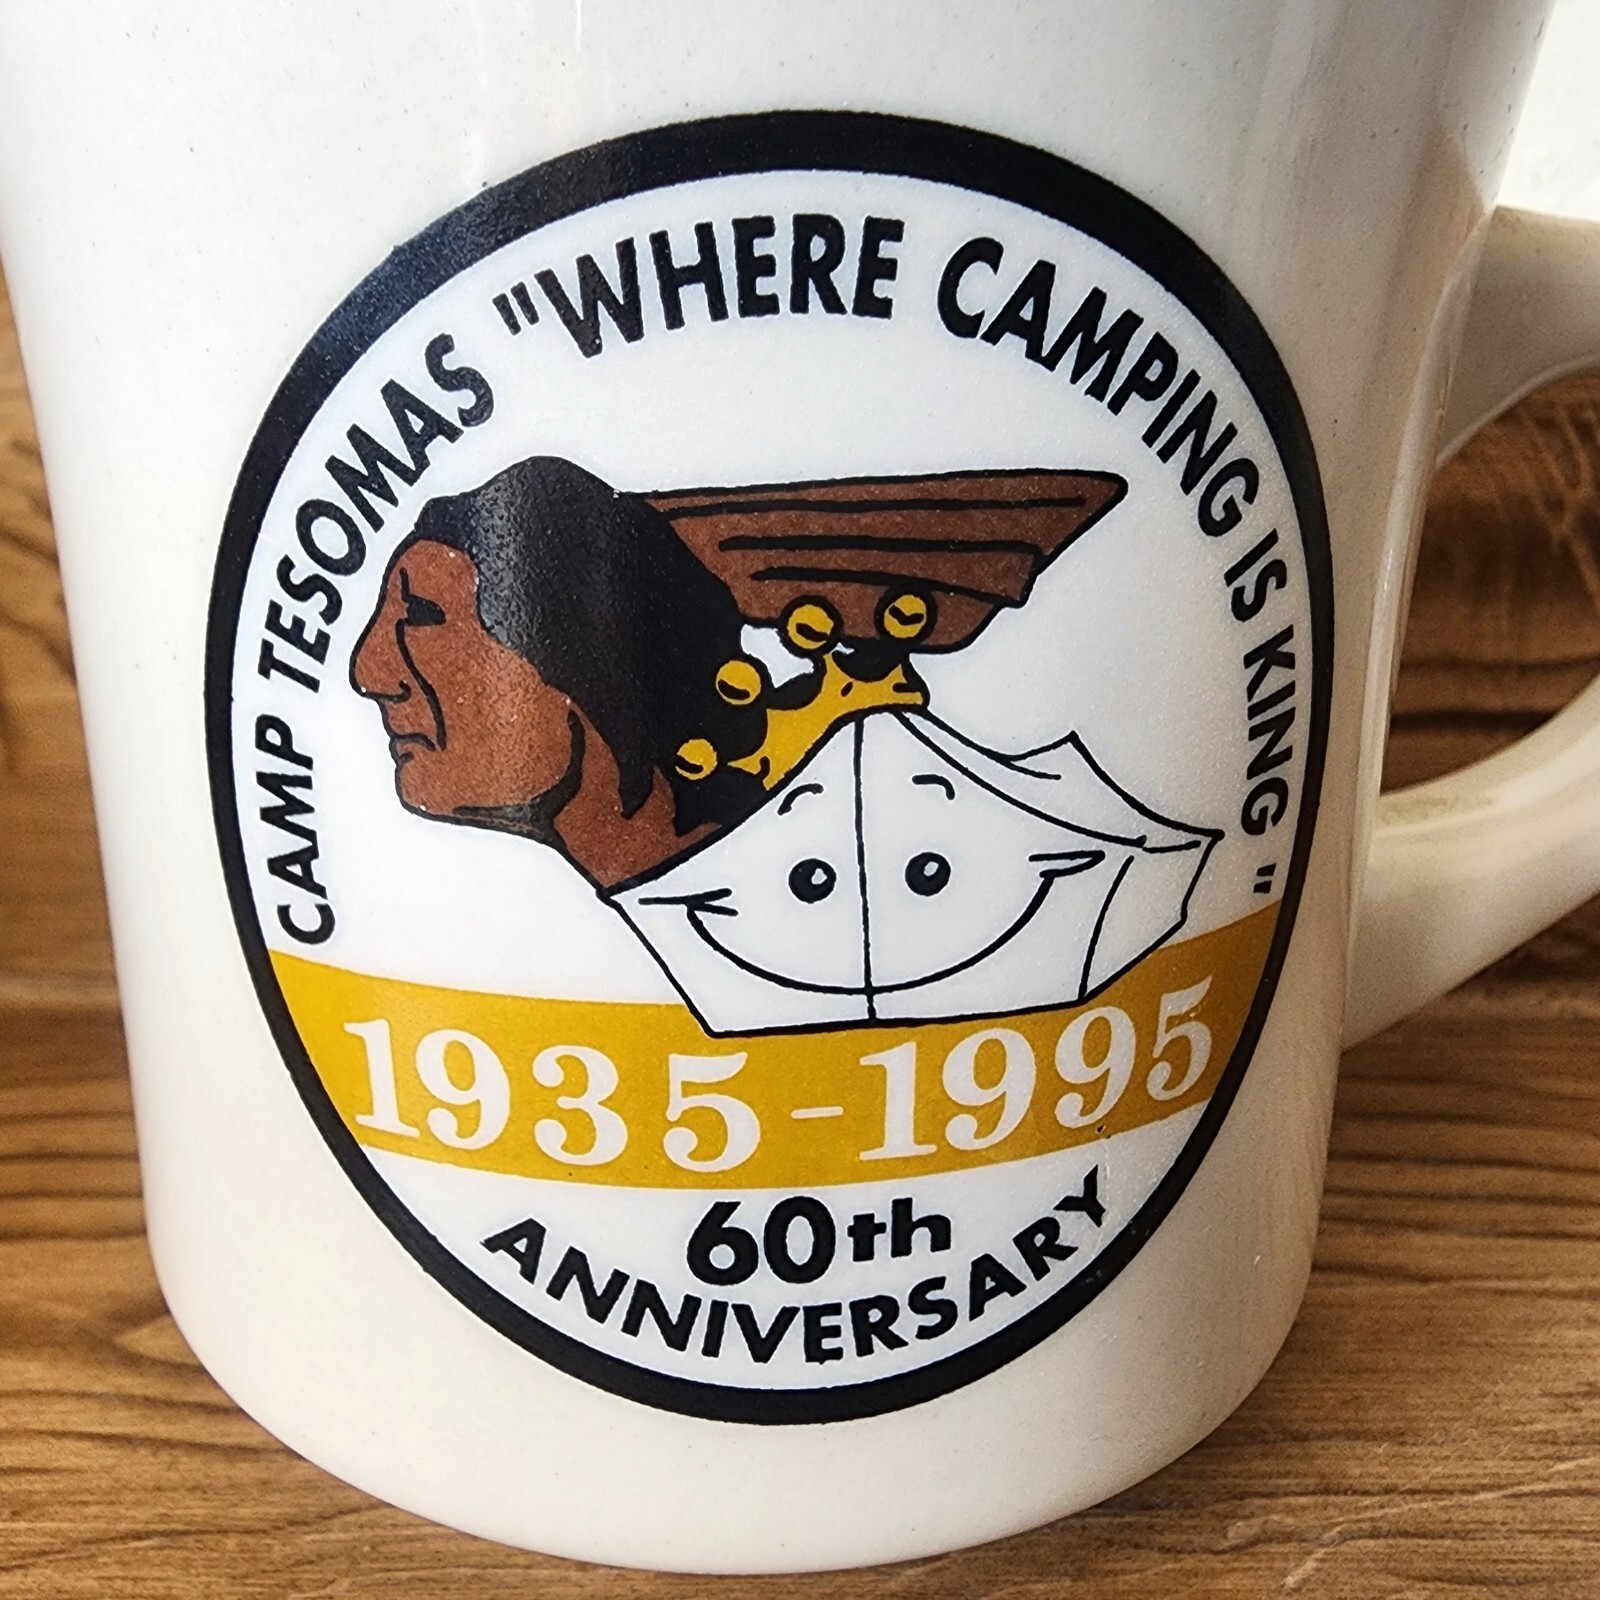 CAMP TESOMAS "WHERE CAMPING IS KING"
1935-1995
60th
ANNIVERSARY